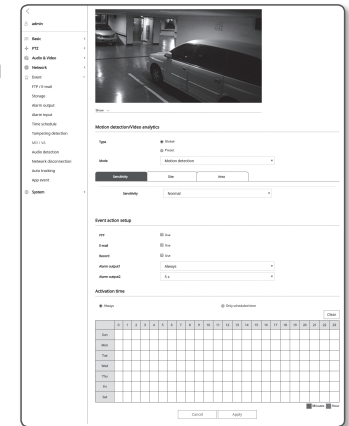 <
admin
Basic
PTZ
Audio & Video
Network
Event
FTP / E-mail
Storage
Alarm output
Alarm input
Time schedule
Tampering detection
MD / VA
Audio detection
Network disconnection
Auto tracking
App event
System
Show
Motion detection/Video analytics
Type
Global
Preset
Mode
Motion detection
Sensitivity Size Area
Sensitivity Normal
Event action setup
FTP Use
E-mail Use
Record Use
Alarm output1 Always
Alarm output2 5 s
Activation time
Always Only scheduled time
Clear
0 1 2 3 4 5 6 7 8 9 10 11 12 13 14 15 16 17 18 19 20 21 22 23
Sun
Mon
Tue
Wed
Thu
Fri
Sat
Minutes Hour
Cancel Apply